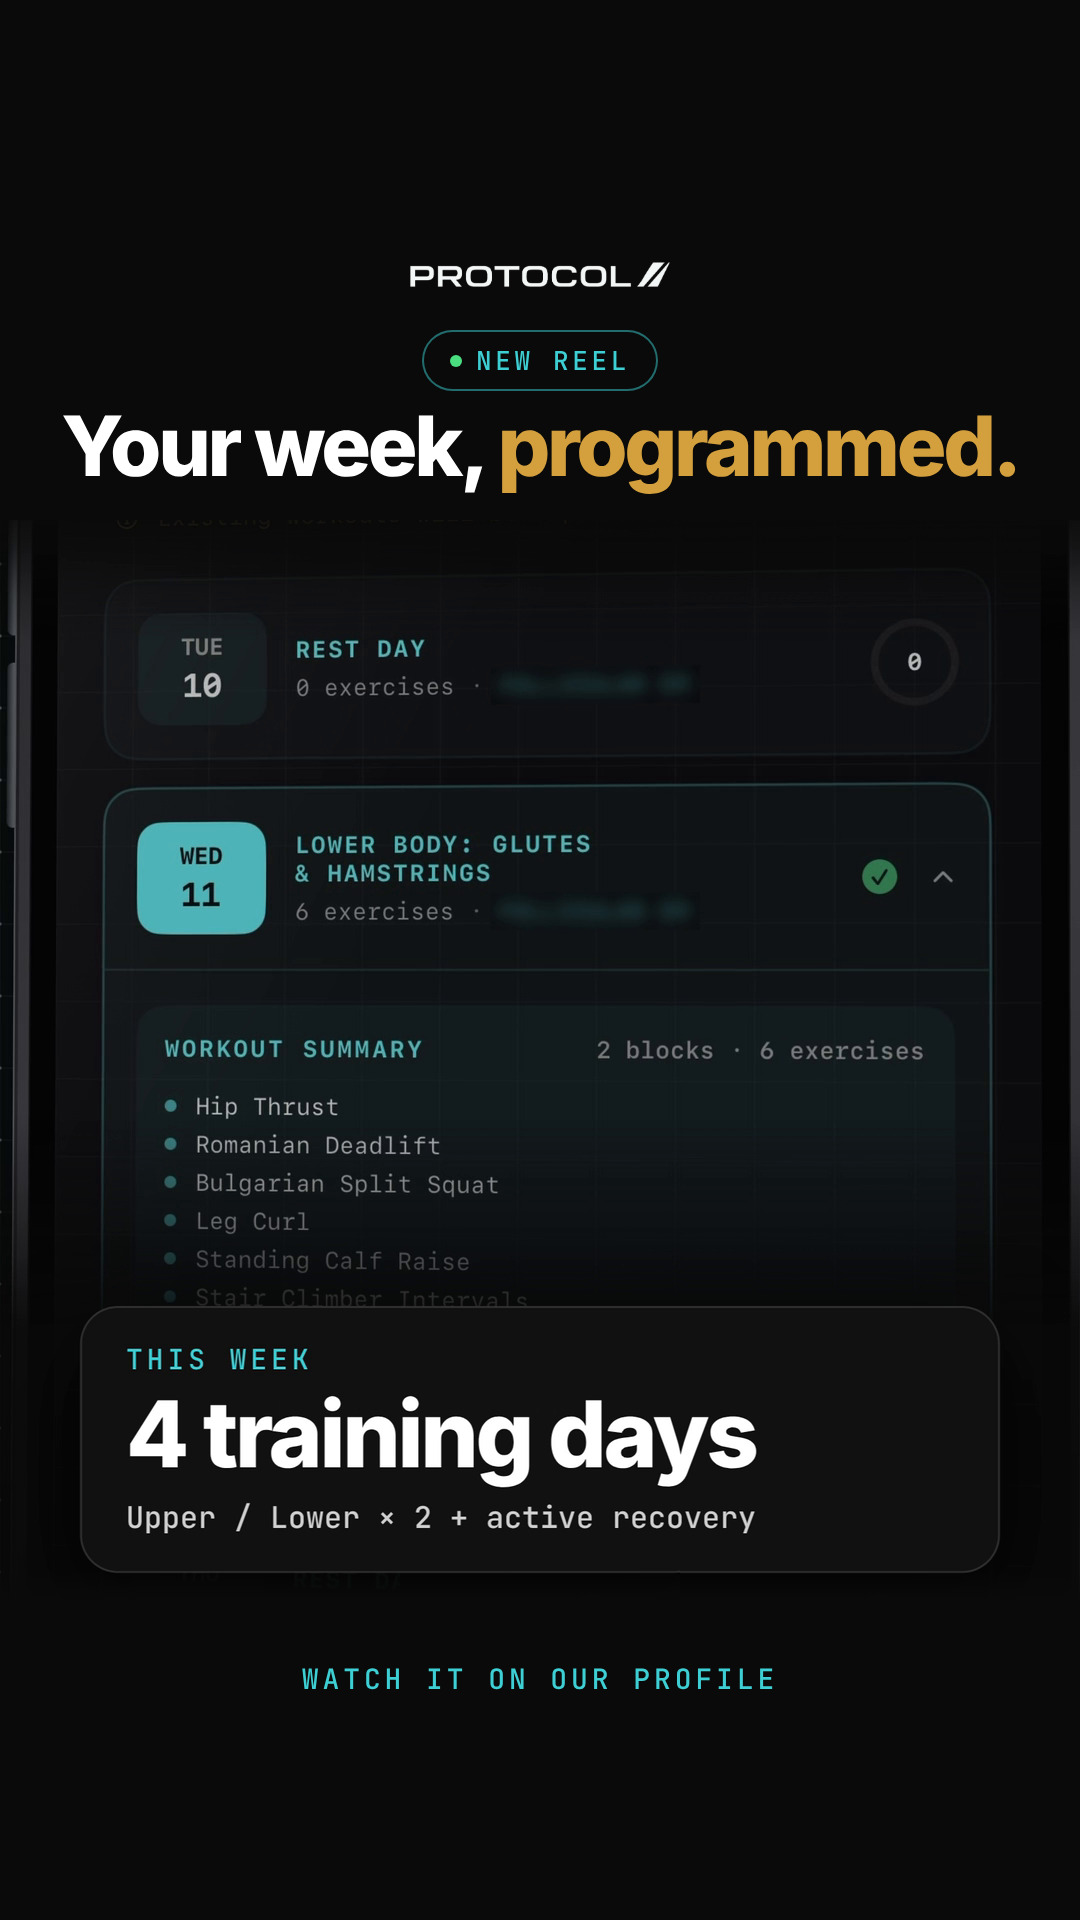 PROTOCOL
NEW REEL
Your week, programmed.
TUE
10
REST DAY
0 exercises ·
0
WED
11
LOWER BODY: GLUTES
& HAMSTRINGS
6 exercises ·
WORKOUT SUMMARY
2 blocks · 6 exercises
Hip Thrust
Romanian Deadlift
Bulgarian Split Squat
Leg Curl
Standing Calf Raise
Stair Climber Intervals
THIS WEEK
4 training days
Upper / Lower × 2 + active recovery
WATCH IT ON OUR PROFILE